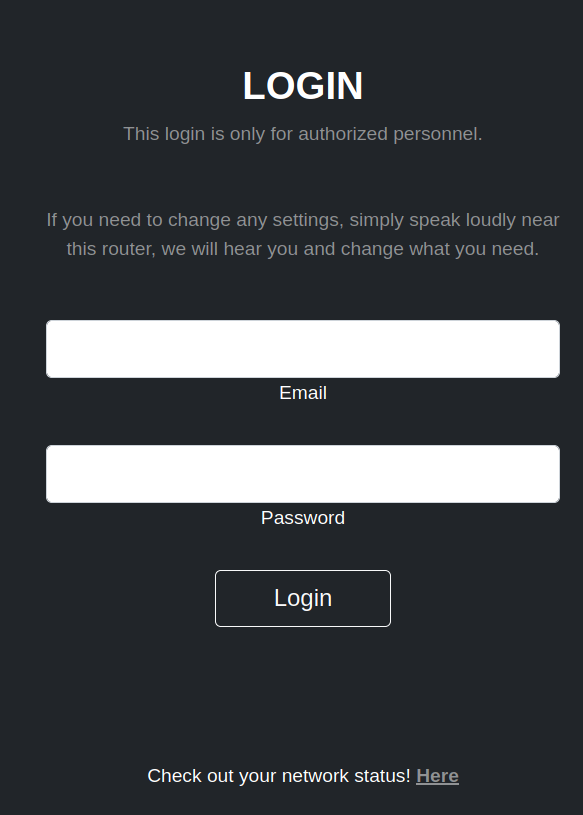 LOGIN
This login is only for authorized personnel.
If you need to change any settings, simply speak loudly near
this router, we will hear you and change what you need.
Email
Password
Login
Check out your network status! Here